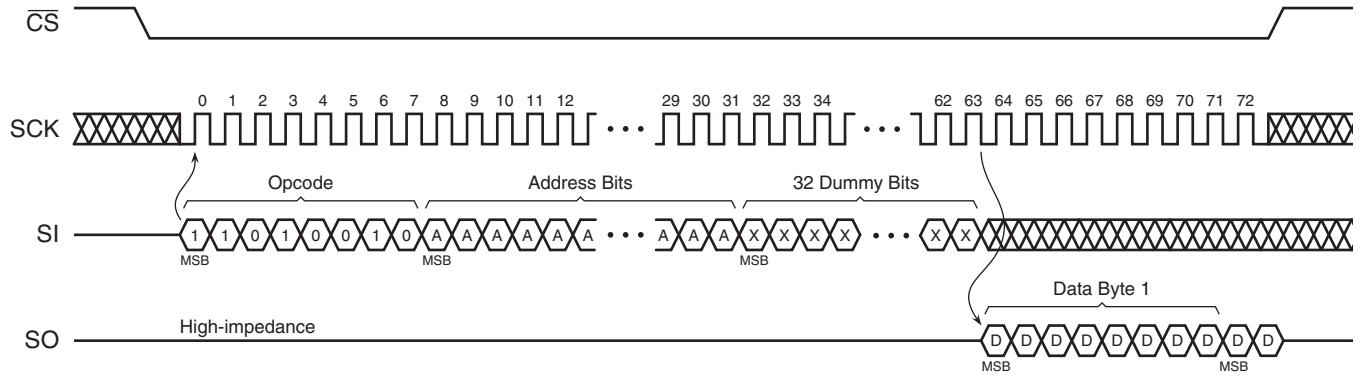 CS
0 1 2 3 4 5 6 7 8 9 10 11 12 29 30 31 32 33 34 62 63 64 65 66 67 68 69 70 71 72
SCK
Opcode Address Bits 32 Dummy Bits
SI 1 1 0 1 0 0 1 0 A A A A A A A A A X X X X X X
MSB MSB MSB
Data Byte 1
High-impedance
SO D D D D D D D D D D
MSB MSB